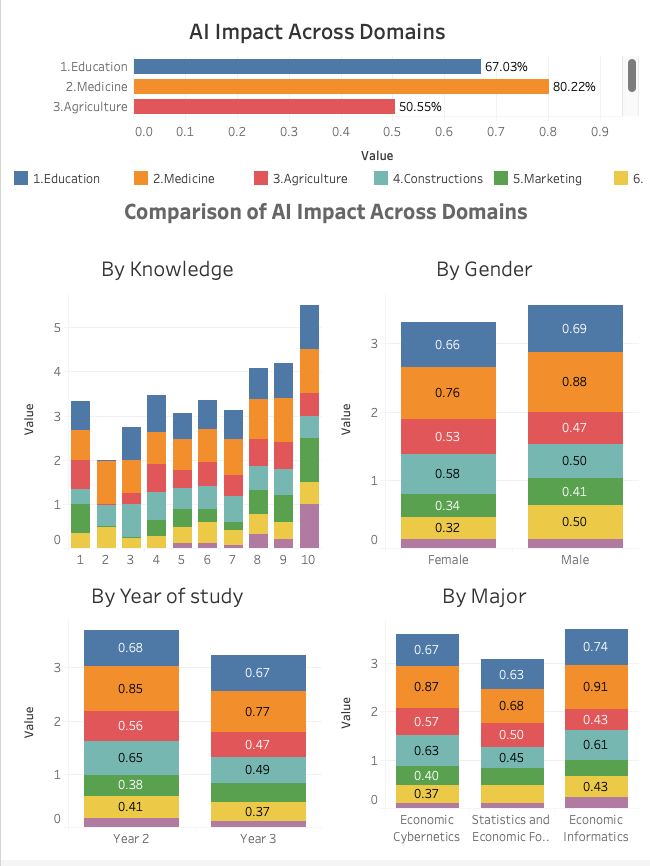 AI Impact Across Domains
1.Education 67.03%
2.Medicine 80.22%
3.Agriculture 50.55%
0.0 0.1 0.2 0.3 0.4 0.5 0.6 0.7 0.8 0.9
Value
1.Education 2.Medicine 3.Agriculture 4.Constructions 5.Marketing 6.
Comparison of AI Impact Across Domains
By Knowledge
Value
5
4
3
2
1
0
1 2 3 4 5 6 7 8 9 10
By Gender
Value
3
2
1
0
0.66 0.69
0.76 0.88
0.53 0.47
0.58 0.50
0.34 0.41
0.32 0.50
Female Male
By Year of study
Value
3
2
1
0
0.68 0.67
0.85 0.77
0.56 0.47
0.65 0.49
0.38
0.41 0.37
Year 2 Year 3
By Major
Value
3
2
1
0
0.67 0.63 0.74
0.87 0.68 0.91
0.57 0.50 0.43
0.63 0.45 0.61
0.40
0.37 0.43
Economic Statistics and Economic
Cybernetics Economic Fo.. Informatics